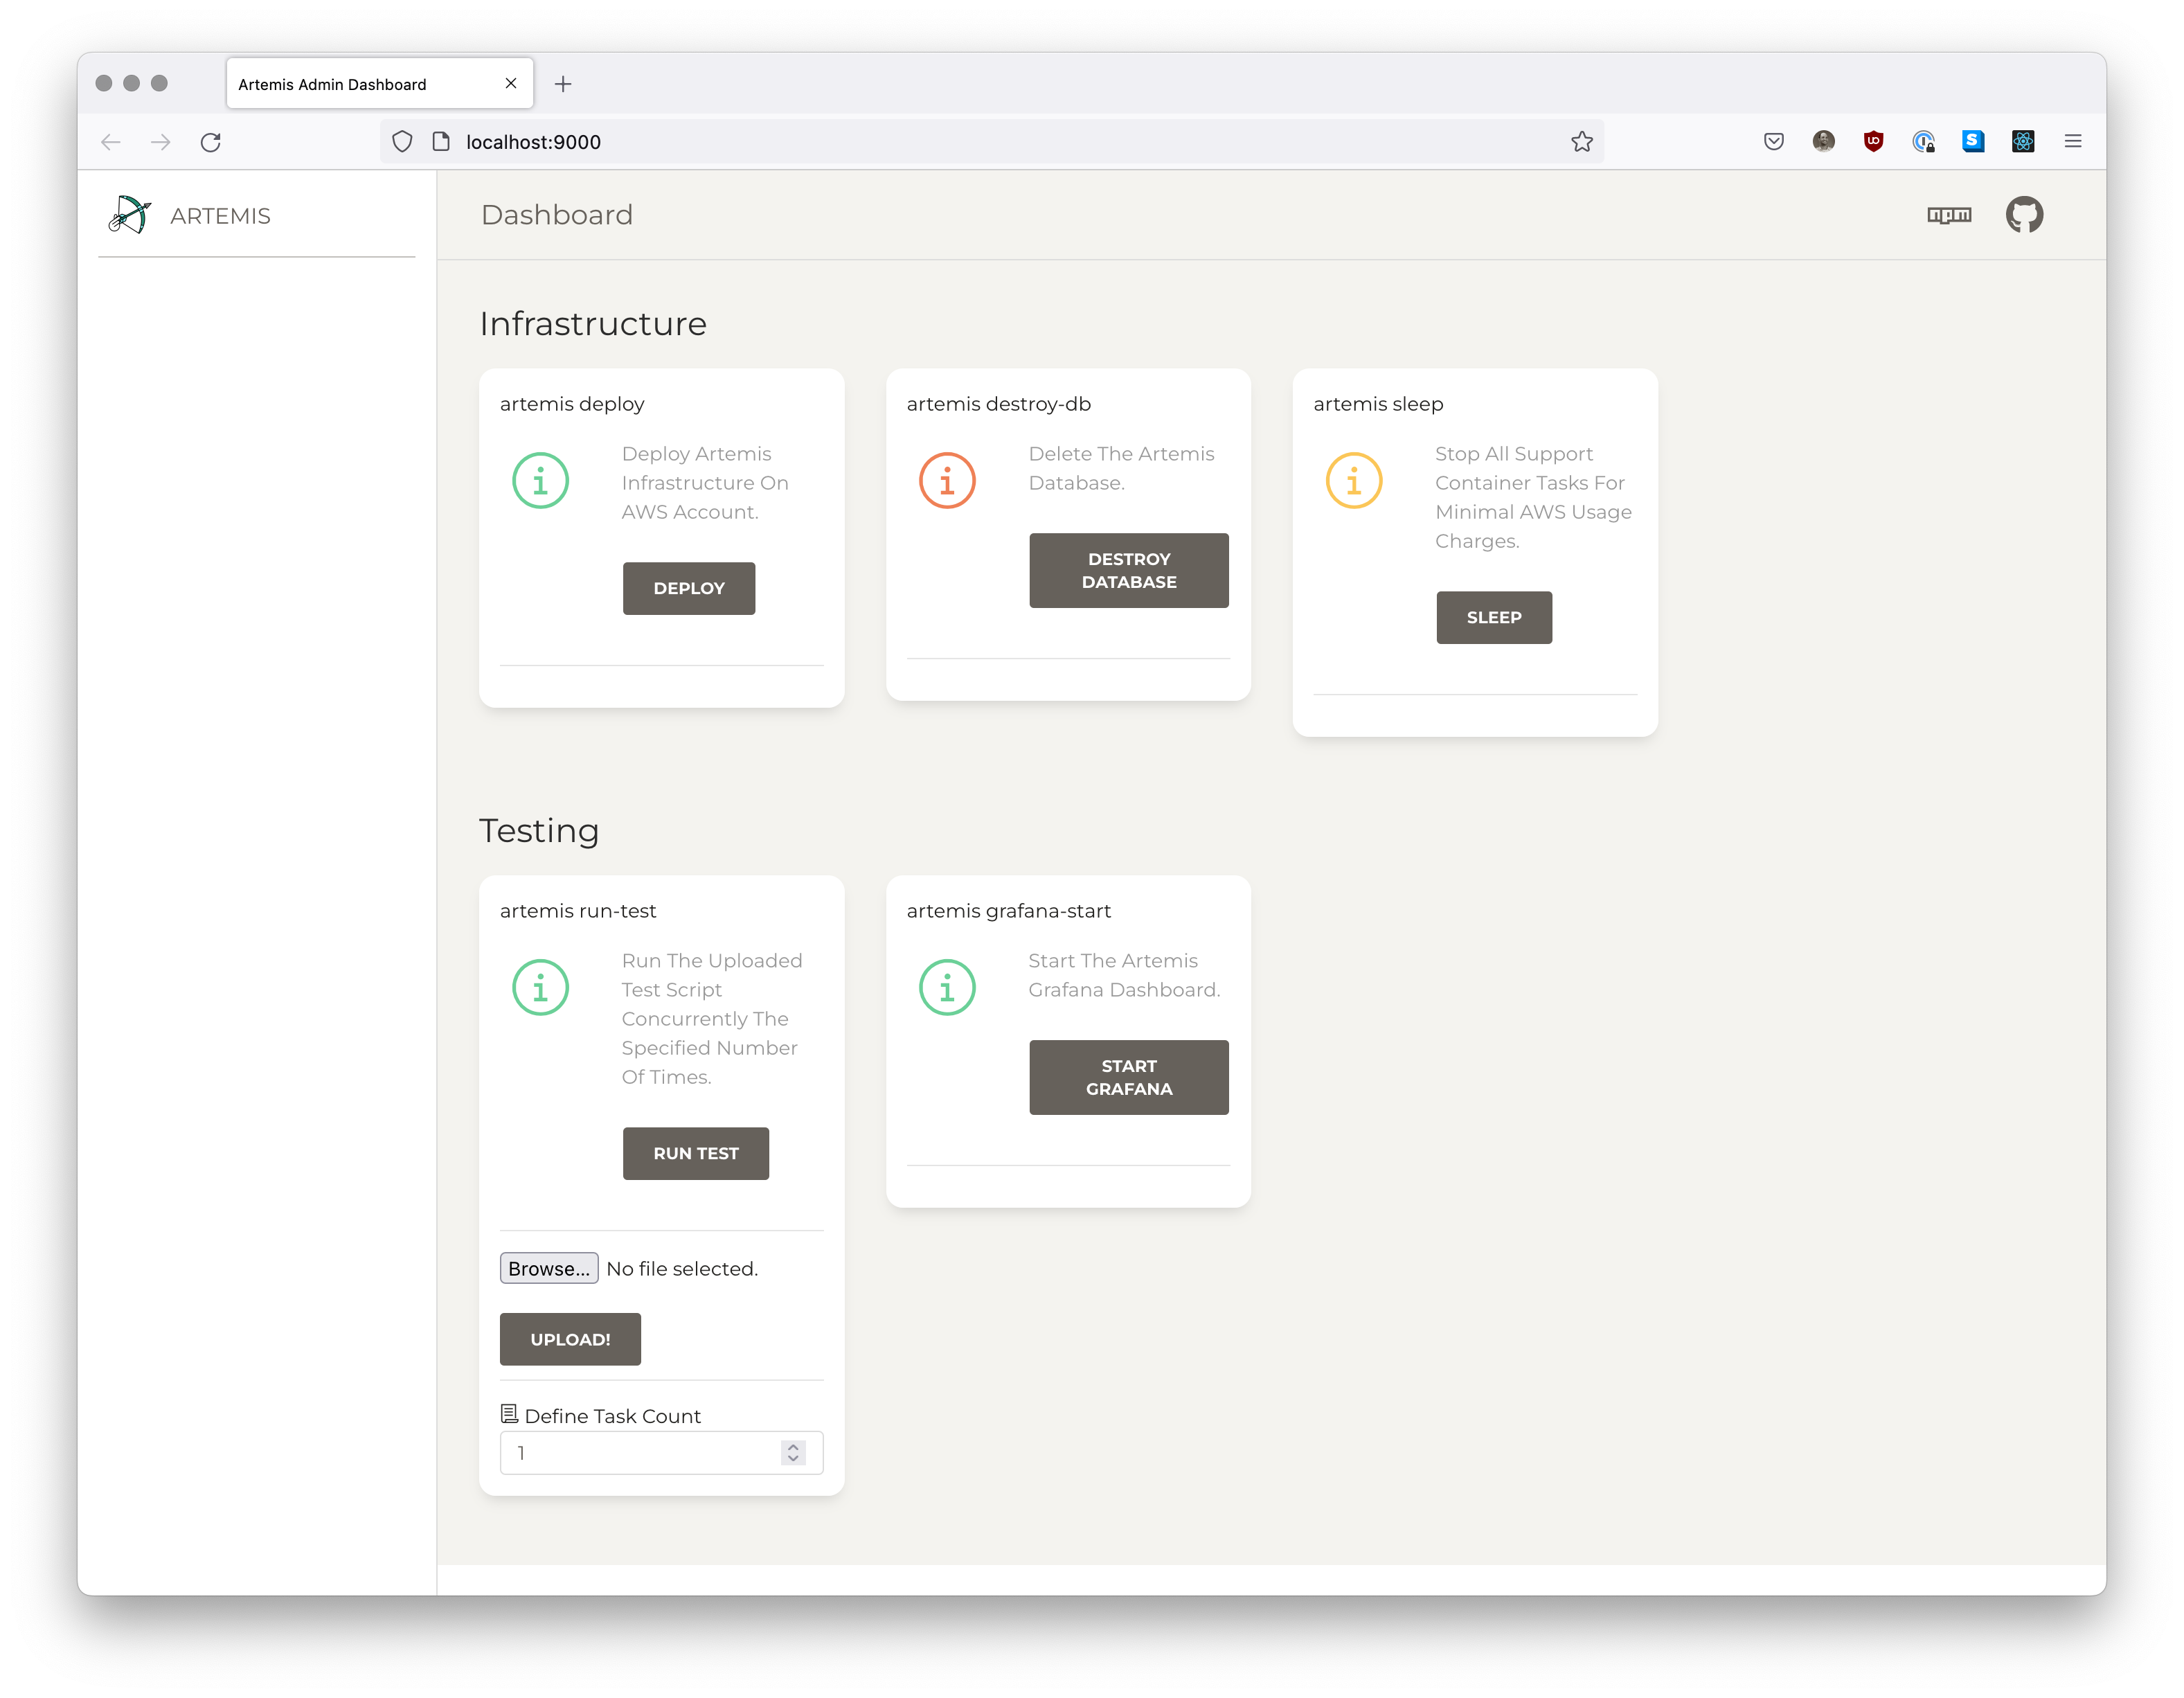 Artemis Admin Dashboard
localhost:9000
ARTEMIS
Dashboard
npm
Infrastructure
artemis deploy
Deploy Artemis
Infrastructure On
AWS Account.
DEPLOY
artemis destroy-db
Delete The Artemis
Database.
DESTROY
DATABASE
artemis sleep
Stop All Support
Container Tasks For
Minimal AWS Usage
Charges.
SLEEP
Testing
artemis run-test
Run The Uploaded
Test Script
Concurrently The
Specified Number
Of Times.
RUN TEST
Browse... No file selected.
UPLOAD!
Define Task Count
1
artemis grafana-start
Start The Artemis
Grafana Dashboard.
START
GRAFANA